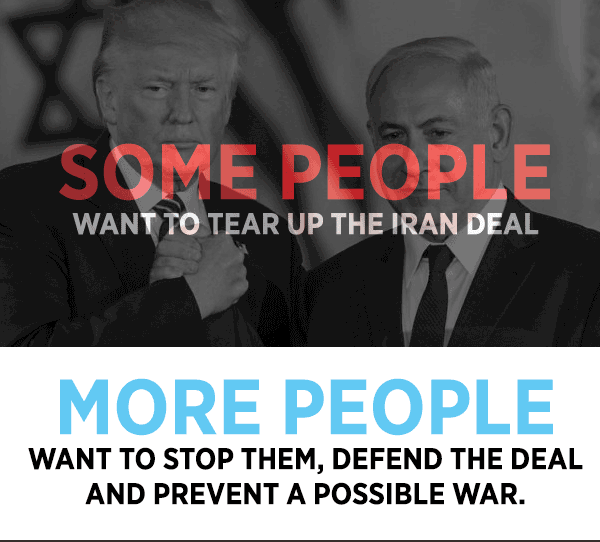 SOME PEOPLE
WANT TO TEAR UP THE IRAN DEAL
MORE PEOPLE
WANT TO STOP THEM, DEFEND THE DEAL
AND PREVENT A POSSIBLE WAR.